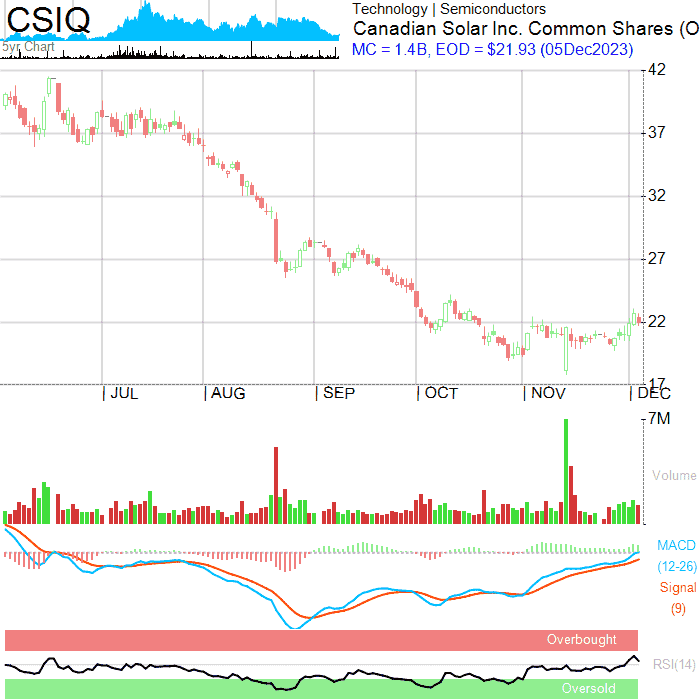 CSIQ
5yr Chart
Technology | Semiconductors
Canadian Solar Inc. Common Shares (O
MC = 1.4B, EOD = $21.93 (05Dec2023)
42
37
32
27
22
17
| JUL | AUG | SEP | OCT | NOV | DEC
7M
Volume
MACD
(12-26)
Signal
(9)
Overbought
RSI(14)
Oversold